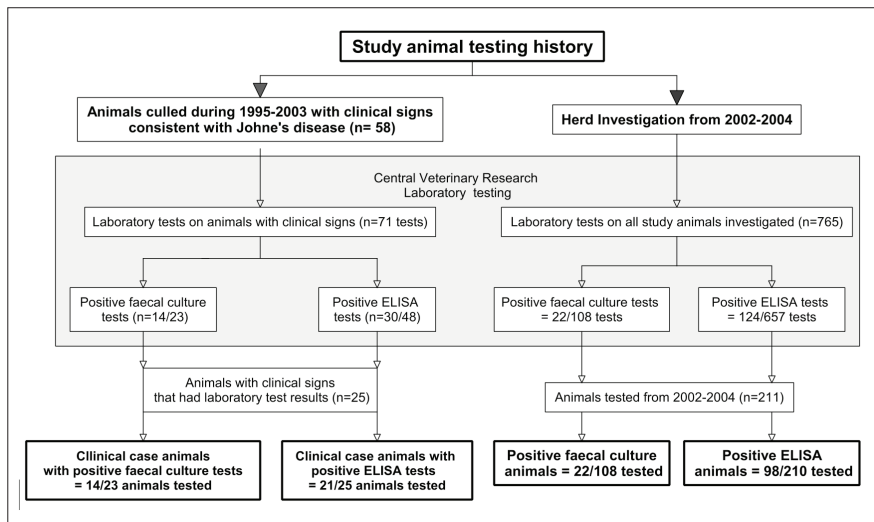 Study animal testing history
Animals culled during 1995-2003 with clinical signs
consistent with Johne's disease (n= 58)
Herd Investigation from 2002-2004
Central Veterinary Research
Laboratory testing
Laboratory tests on animals with clinical signs (n=71 tests)
Laboratory tests on all study animals investigated (n=765)
Positive faecal culture
tests (n=14/23)
Positive ELISA
tests (n=30/48)
Positive faecal culture tests
= 22/108 tests
Positive ELISA tests
= 124/657 tests
Animals with clinical signs
that had laboratory test results (n=25)
Animals tested from 2002-2004 (n=211)
Cllinical case animals
with positive faecal culture tests
= 14/23 animals tested
Clinical case animals with
positive ELISA tests
= 21/25 animals tested
Positive faecal culture
animals = 22/108 tested
Positive ELISA
animals = 98/210 tested